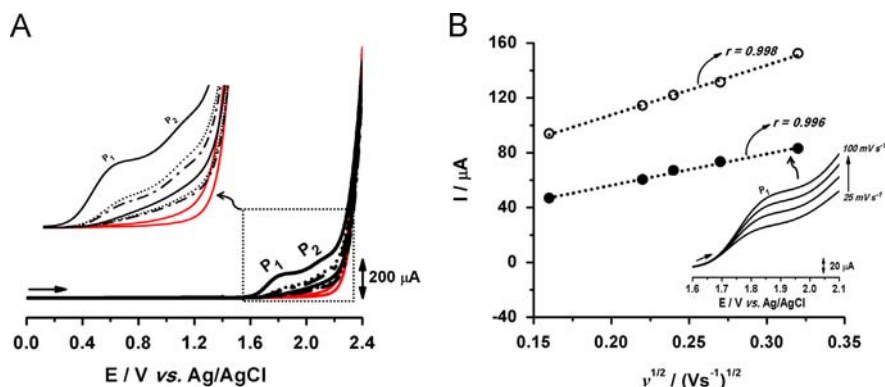 A
P1
P2
P1
P2
200 μA
0.0 0.4 0.8 1.2 1.6 2.0 2.4
E / V vs. Ag/AgCl
B
160
120
80
40
0
-40
I / μA
r = 0.998
r = 0.996
100 mV s-1
25 mV s-1
P1
20 μA
1.6 1.7 1.8 1.9 2.0 2.1
E / V vs. Ag/AgCl
0.15 0.20 0.25 0.30 0.35
ν1/2 / (Vs-1)1/2